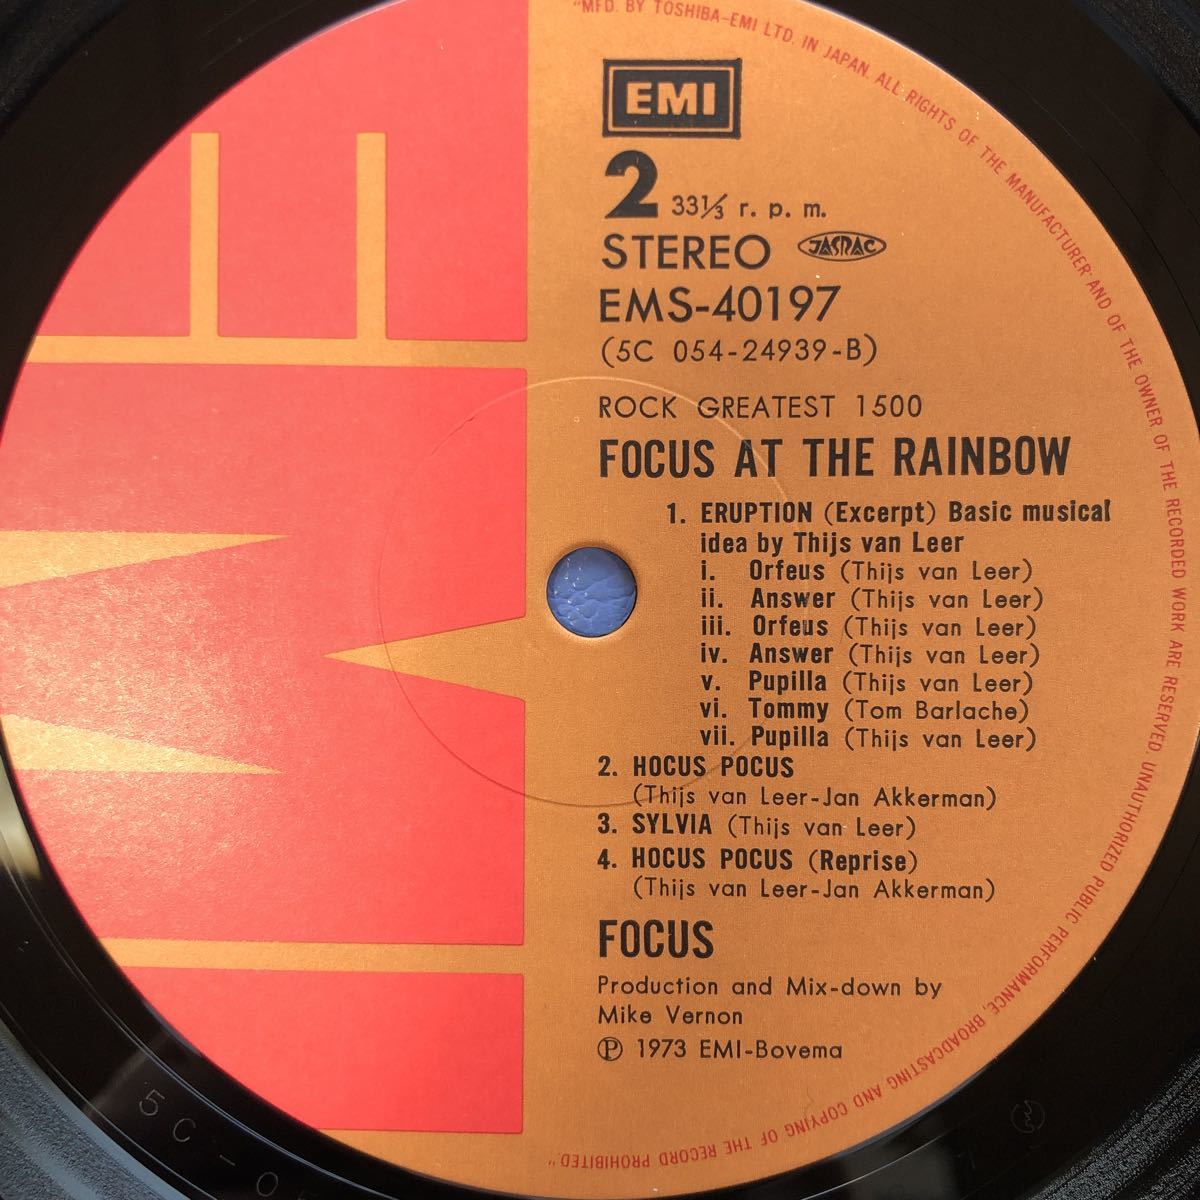 "MFD. BY TOSHIBA-EMI LTD. IN JAPAN. ALL RIGHTS OF THE MANUFACTURER AND OF THE OWNER OF THE RECORDED WORK ARE RESERVED. UNAUTHORIZED PUBLIC PERFORMANCE, BROADCASTING AND COPYING OF THE RECORD PROHIBITED."
EMI
2 33⅓ r. p. m.
STEREO JASRAC
EMS-40197
(5C 054-24939-B)
ROCK GREATEST 1500
FOCUS AT THE RAINBOW
1. ERUPTION (Excerpt) Basic musical
idea by Thijs van Leer
i. Orfeus (Thijs van Leer)
ii. Answer (Thijs van Leer)
iii. Orfeus (Thijs van Leer)
iv. Answer (Thijs van Leer)
v. Pupilla (Thijs van Leer)
vi. Tommy (Tom Barlache)
vii. Pupilla (Thijs van Leer)
2. HOCUS POCUS
(Thijs van Leer-Jan Akkerman)
3. SYLVIA (Thijs van Leer)
4. HOCUS POCUS (Reprise)
(Thijs van Leer-Jan Akkerman)
FOCUS
Production and Mix-down by
Mike Vernon
Ⓟ 1973 EMI-Bovema
5C-0